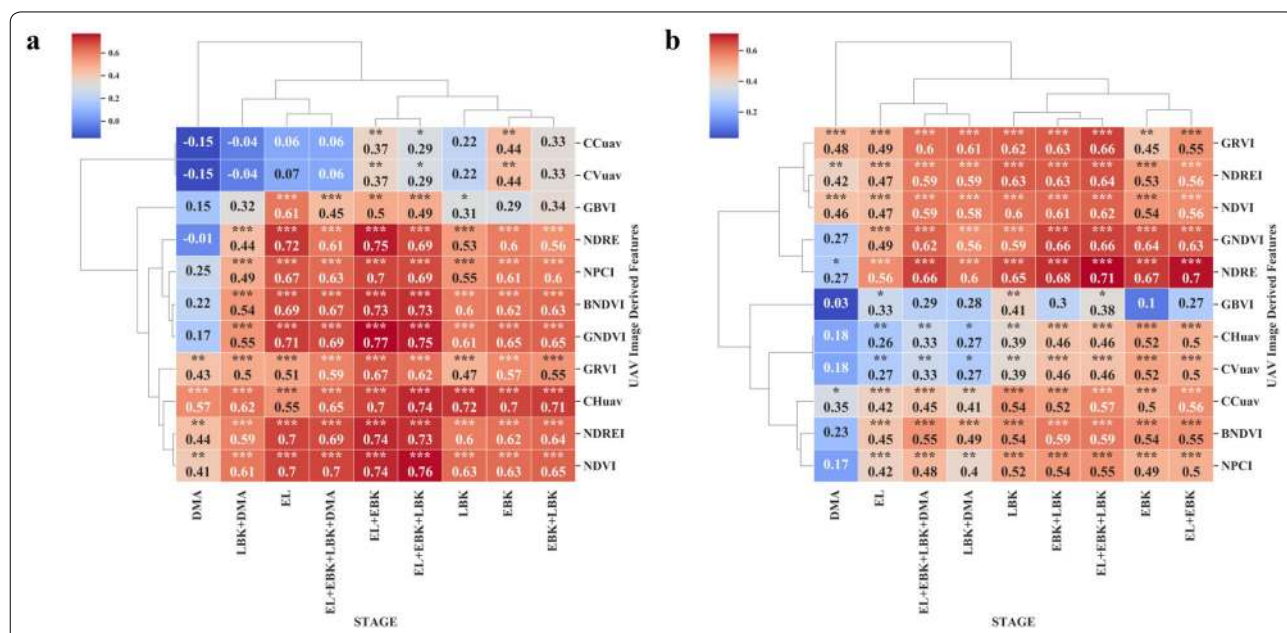 a
0.6
0.4
0.2
0.0
** * **
-0.15 -0.04 0.06 0.06 0.37 0.29 0.22 0.44 0.33 CCuav
** * **
-0.15 -0.04 0.07 0.06 0.37 0.29 0.22 0.44 0.33 CVuav
*** *** ** *** *
0.15 0.32 0.61 0.45 0.5 0.49 0.31 0.29 0.34 GBVI
*** *** *** *** *** *** *** ***
-0.01 0.44 0.72 0.61 0.75 0.69 0.53 0.6 0.56 NDRE
*** *** *** *** *** *** *** ***
0.25 0.49 0.67 0.63 0.7 0.69 0.55 0.61 0.6 NPCI
*** *** *** *** *** *** *** ***
0.22 0.54 0.69 0.67 0.73 0.73 0.6 0.62 0.63 BNDVI
*** *** *** *** *** *** *** ***
0.17 0.55 0.71 0.69 0.77 0.75 0.61 0.65 0.65 GNDVI
** *** *** *** *** *** *** *** ***
0.43 0.5 0.51 0.59 0.67 0.62 0.47 0.57 0.55 GRVI
*** *** *** *** *** *** *** *** ***
0.57 0.62 0.55 0.65 0.7 0.74 0.72 0.7 0.71 CHuav
** *** *** *** *** *** *** *** ***
0.44 0.59 0.7 0.69 0.74 0.73 0.6 0.62 0.64 NDREI
** *** *** *** *** *** *** *** ***
0.41 0.61 0.7 0.7 0.74 0.76 0.63 0.63 0.65 NDVI
UAV Image Derived Features
DMA
LBK+DMA
EL
EL+EBK+LBK+DMA
EL+EBK
EL+EBK+LBK
LBK
EBK
EBK+LBK
STAGE
b
0.6
0.4
0.2
*** *** *** *** *** *** *** ** ***
0.48 0.49 0.6 0.61 0.62 0.63 0.66 0.45 0.55 GRVI
** *** *** *** *** *** *** *** ***
0.42 0.47 0.59 0.59 0.63 0.63 0.64 0.53 0.56 NDREI
*** *** *** *** *** *** *** *** ***
0.46 0.47 0.59 0.58 0.6 0.61 0.62 0.54 0.56 NDVI
*** *** *** *** *** *** *** ***
0.27 0.49 0.62 0.56 0.59 0.66 0.66 0.64 0.63 GNDVI
* *** *** *** *** *** *** *** ***
0.27 0.56 0.66 0.6 0.65 0.68 0.71 0.67 0.7 NDRE
* ** *
0.03 0.33 0.29 0.28 0.41 0.3 0.38 0.1 0.27 GBVI
** ** * *** *** *** *** ***
0.18 0.26 0.33 0.27 0.39 0.46 0.46 0.52 0.5 CHuav
** ** * *** *** *** *** ***
0.18 0.27 0.33 0.27 0.39 0.46 0.46 0.52 0.5 CVuav
* *** *** *** *** *** *** *** ***
0.35 0.42 0.45 0.41 0.54 0.52 0.57 0.5 0.56 CCuav
*** *** *** *** *** *** *** ***
0.23 0.45 0.55 0.49 0.54 0.59 0.59 0.54 0.55 BNDVI
*** *** ** *** *** *** *** ***
0.17 0.42 0.48 0.4 0.52 0.54 0.55 0.49 0.5 NPCI
UAV Image Derived Features
DMA
EL
EL+EBK+LBK+DMA
LBK+DMA
LBK
EBK+LBK
EL+EBK+LBK
EBK
EL+EBK
STAGE